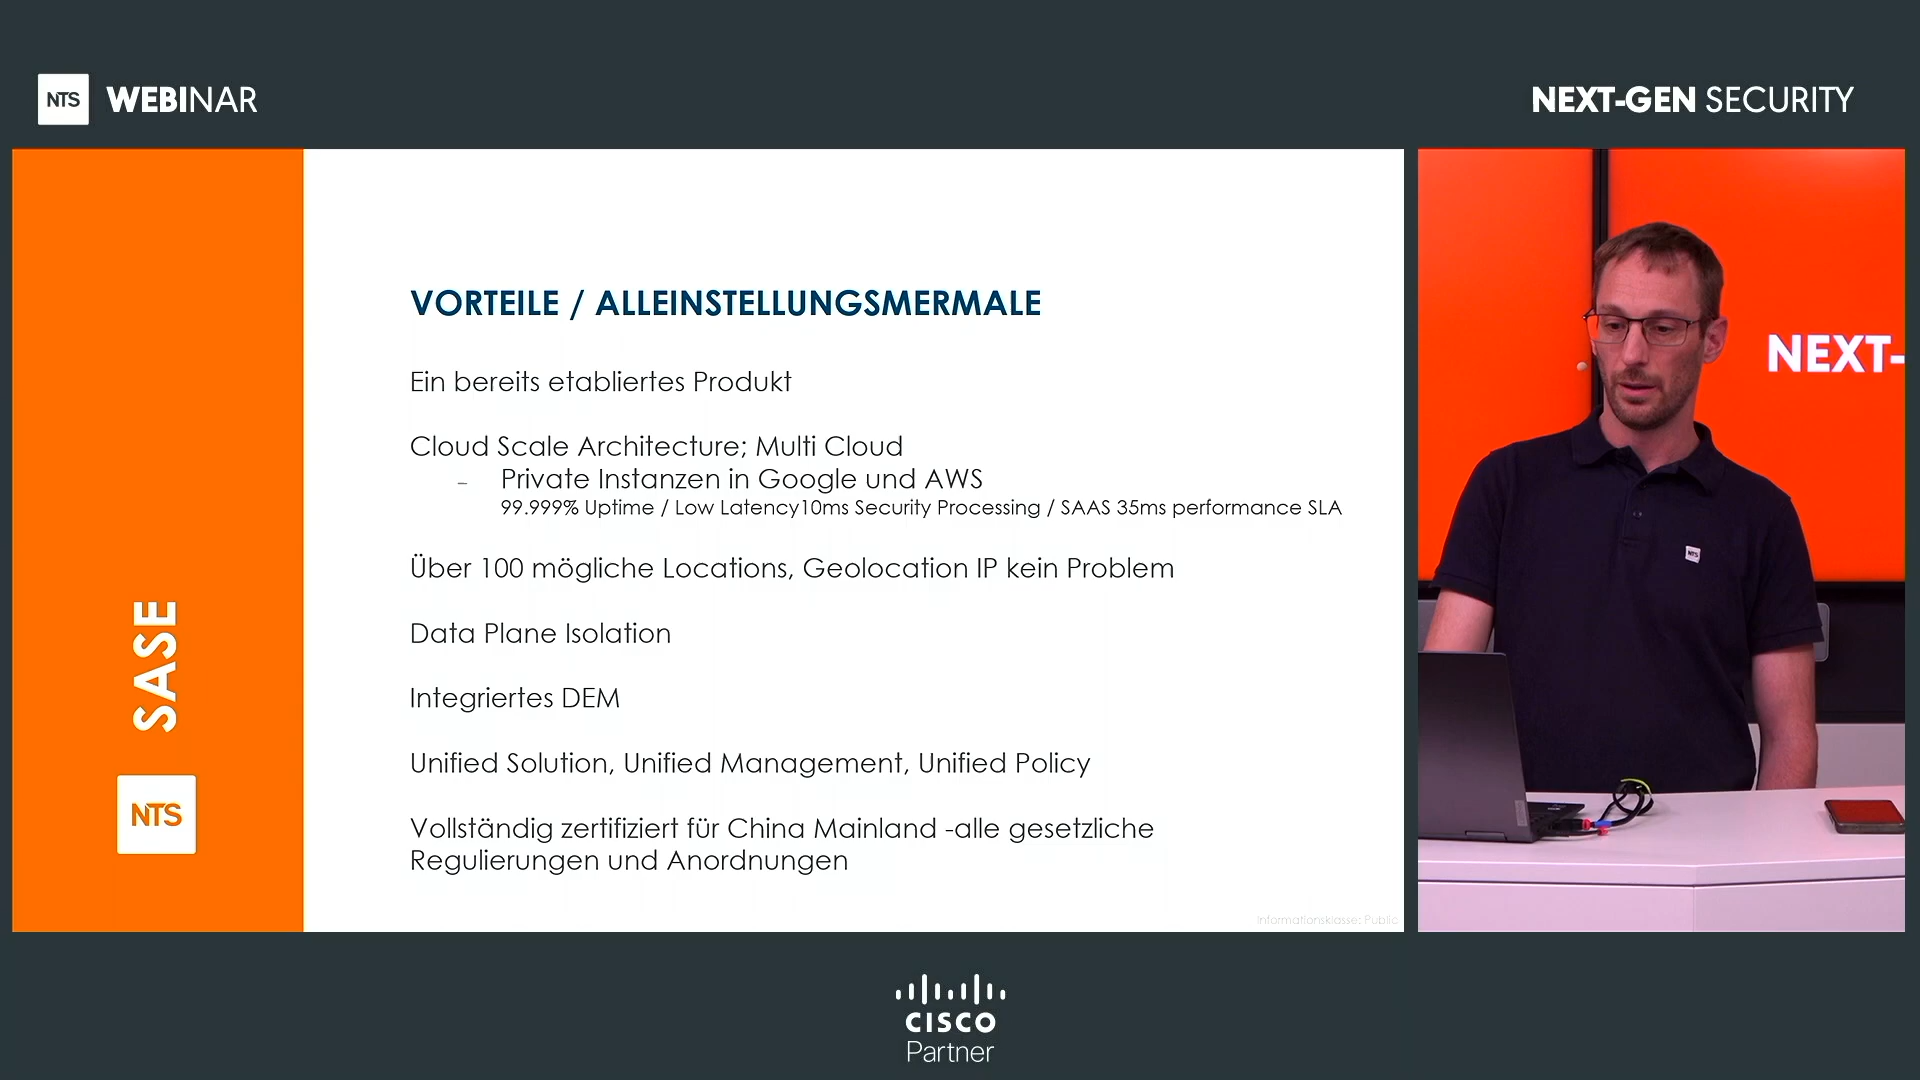 NTS WEBINAR
NEXT-GEN SECURITY
VORTEILE / ALLEINSTELLUNGSMERMALE
Ein bereits etabliertes Produkt
Cloud Scale Architecture; Multi Cloud
– Private Instanzen in Google und AWS
99.999% Uptime / Low Latency10ms Security Processing / SAAS 35ms performance SLA
Über 100 mögliche Locations, Geolocation IP kein Problem
Data Plane Isolation
Integriertes DEM
Unified Solution, Unified Management, Unified Policy
Vollständig zertifiziert für China Mainland -alle gesetzliche
Regulierungen und Anordnungen
Informationsklasse: Public
SASE
NTS
NEXT-
NTS
CISCO
Partner